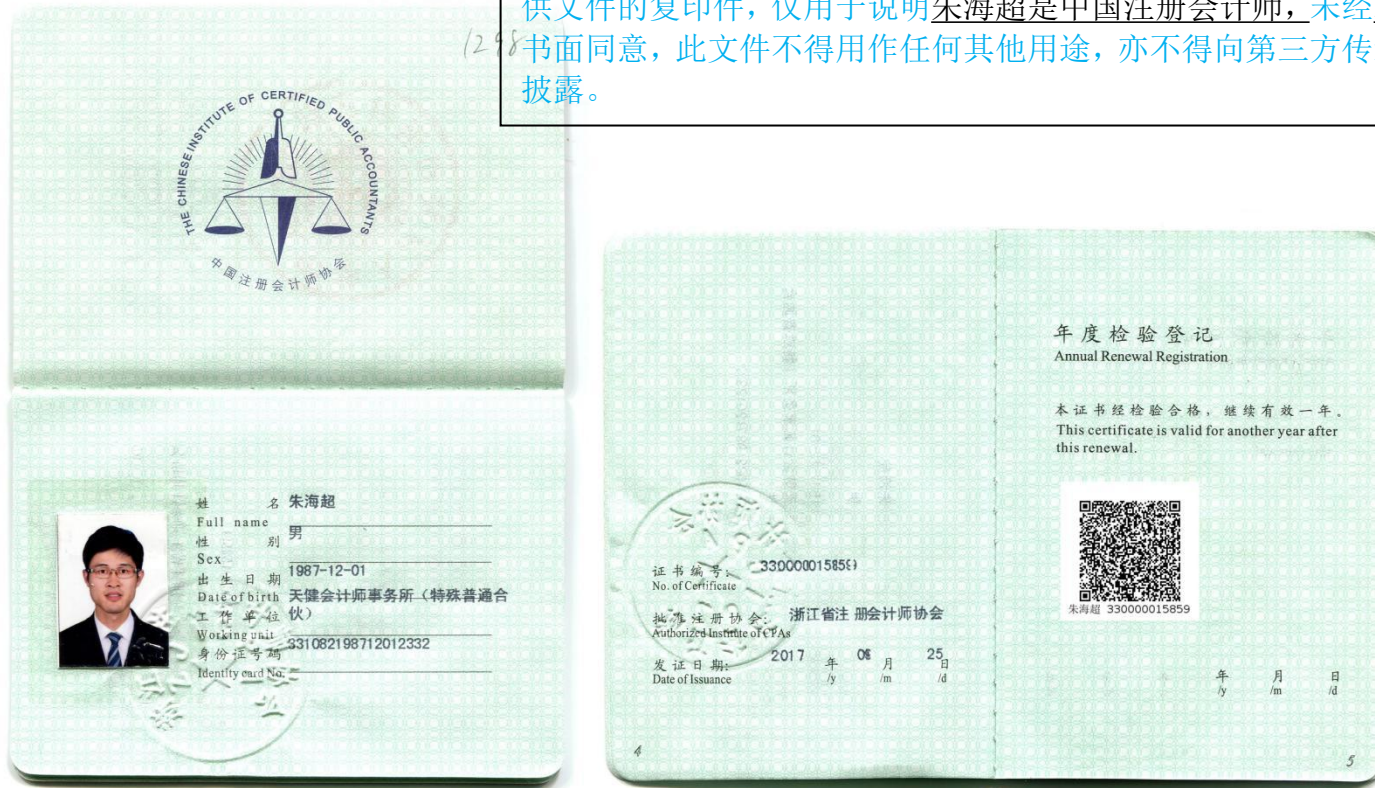 供文件的复印件，仅用于说明朱海超是中国注册会计师，未经
书面同意，此文件不得用作任何其他用途，亦不得向第三方传
披露。
1298
THE CHINESE INSTITUTE OF CERTIFIED PUBLIC ACCOUNTANTS
中国注册会计师协会
姓 名 朱海超
Full name
性 别 男
Sex
出生日期 1987-12-01
Date of birth
工作单位 天健会计师事务所（特殊普通合
伙）
Working unit
身份证号码 331082198712012332
Identity card No.
证书编号: 330000015859
No. of Certificate
批准注册协会: 浙江省注册会计师协会
Authorized Institute of CPAs
发证日期: 2017 年 06 月 25 日
Date of Issuance /y /m /d
4
年度检验登记
Annual Renewal Registration
本证书经检验合格，继续有效一年。
This certificate is valid for another year after
this renewal.
朱海超 330000015859
年 月 日
/y /m /d
5